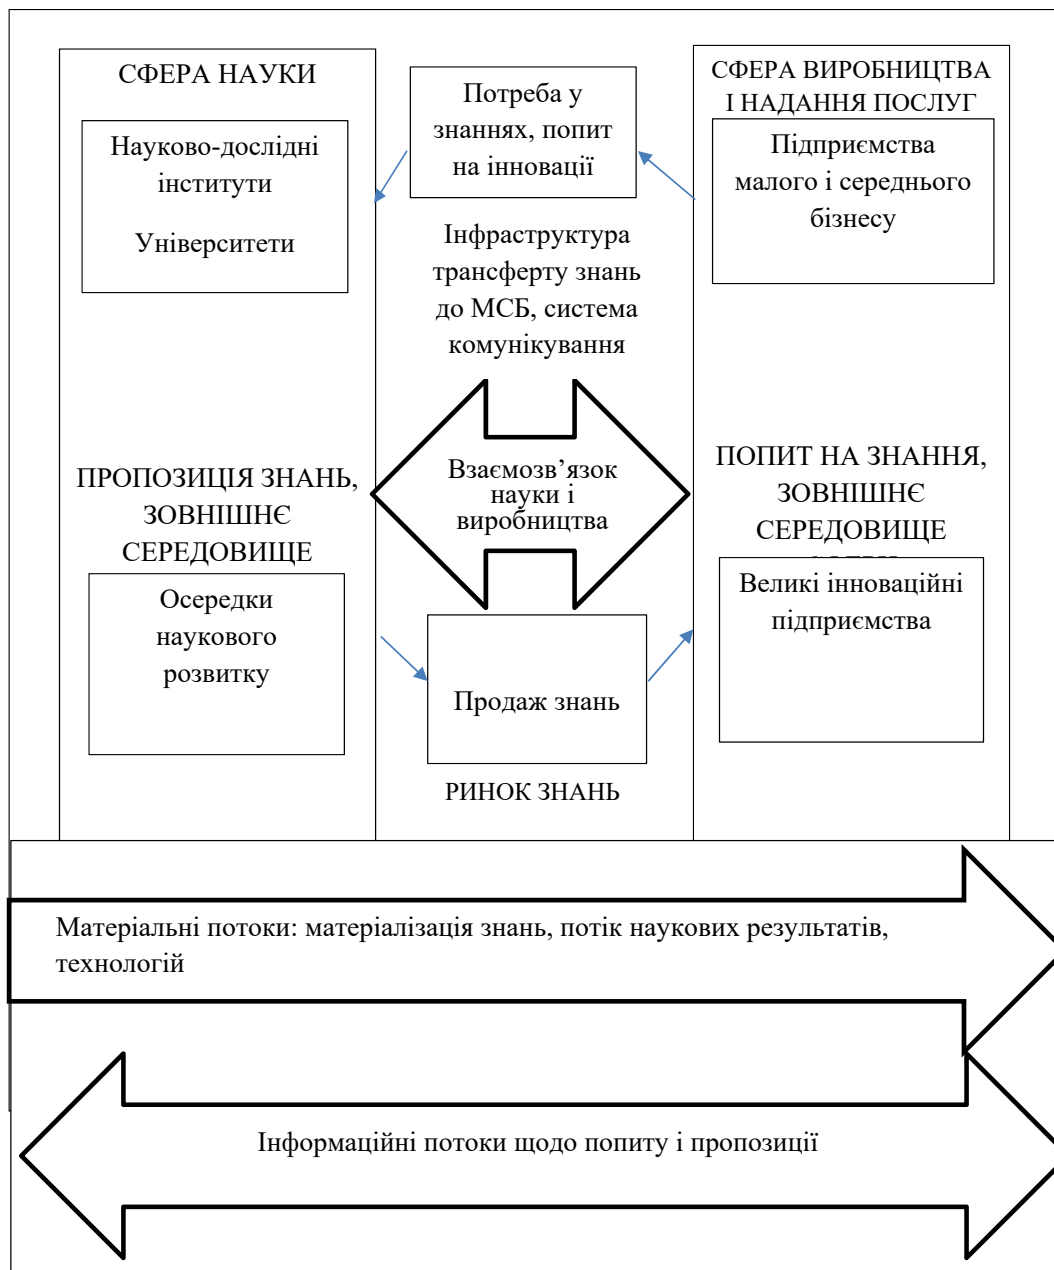 СФЕРА НАУКИ
Науково-дослідні
інститути
Університети
ПРОПОЗИЦІЯ ЗНАНЬ,
ЗОВНІШНЄ
СЕРЕДОВИЩЕ
Осередки
наукового
розвитку
Потреба у
знаннях, попит
на інновації
Інфраструктура
трансферту знань
до МСБ, система
комунікування
Взаємозв’язок
науки і
виробництва
Продаж знань
РИНОК ЗНАНЬ
СФЕРА ВИРОБНИЦТВА
І НАДАННЯ ПОСЛУГ
Підприємства
малого і середнього
бізнесу
ПОПИТ НА ЗНАННЯ,
ЗОВНІШНЄ
СЕРЕДОВИЩЕ
Великі інноваційні
підприємства
Матеріальні потоки: матеріалізація знань, потік наукових результатів,
технологій
Інформаційні потоки щодо попиту і пропозиції